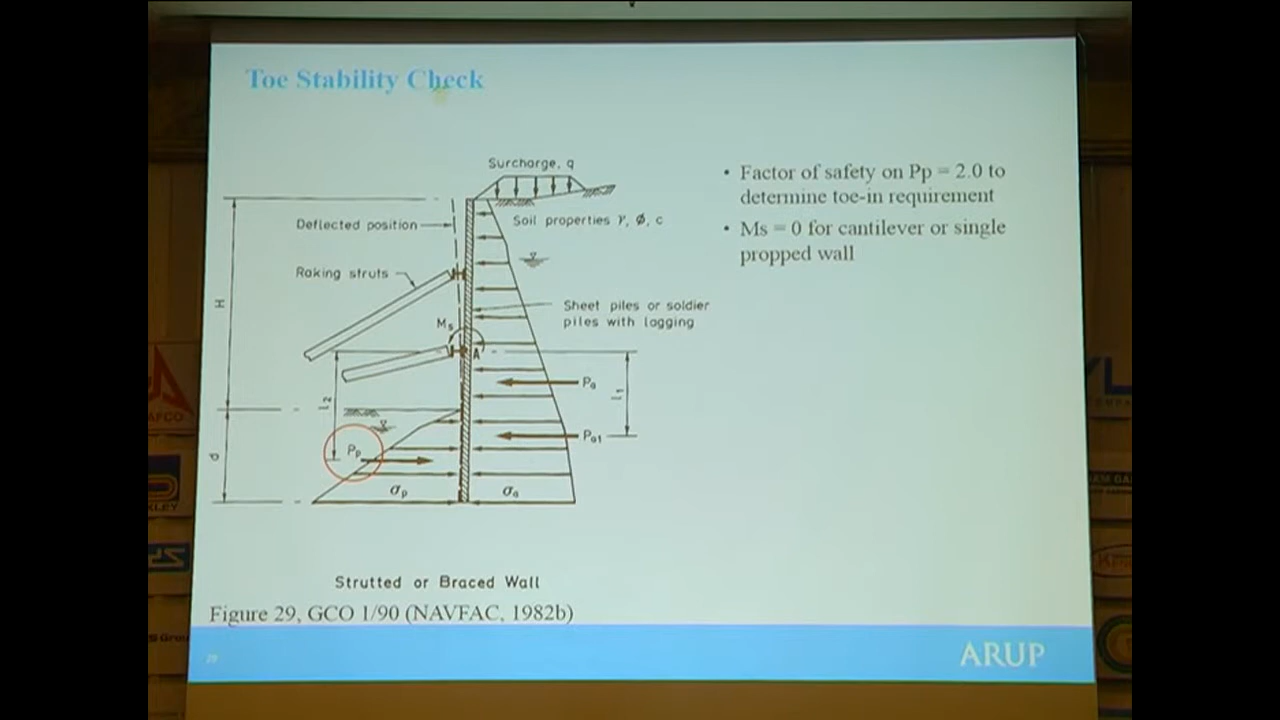 Toe Stability Check
Surcharge, q
Deflected position
Soil properties γ, Ø, c
Raking struts
H
Sheet piles or soldier
piles with lagging
Ms
A
Pa
l1
l2
Pa1
Pp
d
σp
σa
Strutted or Braced Wall
Figure 29, GCO 1/90 (NAVFAC, 1982b)
• Factor of safety on Pp = 2.0 to
determine toe-in requirement
• Ms = 0 for cantilever or single
propped wall
29
ARUP
AFCO
KLEY